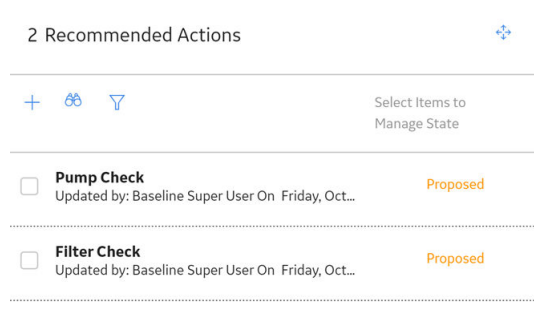 2 Recommended Actions
Select Items to
Manage State
Pump Check
Proposed
Updated by: Baseline Super User On Friday, Oct...
Filter Check
Proposed
Updated by: Baseline Super User On Friday, Oct...